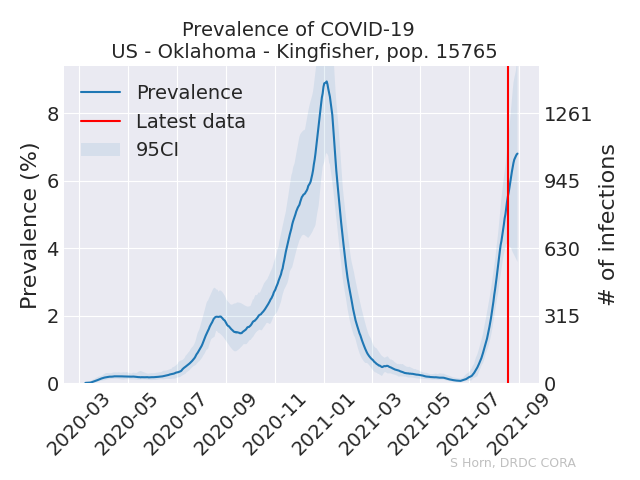 Prevalence of COVID-19
US - Oklahoma - Kingfisher, pop. 15765
Prevalence
Latest data
95CI
Prevalence (%)
8
6
4
2
0
1261
945
630
315
0
# of infections
2020-03
2020-05
2020-07
2020-09
2020-11
2021-01
2021-03
2021-05
2021-07
2021-09
S Horn, DRDC CORA